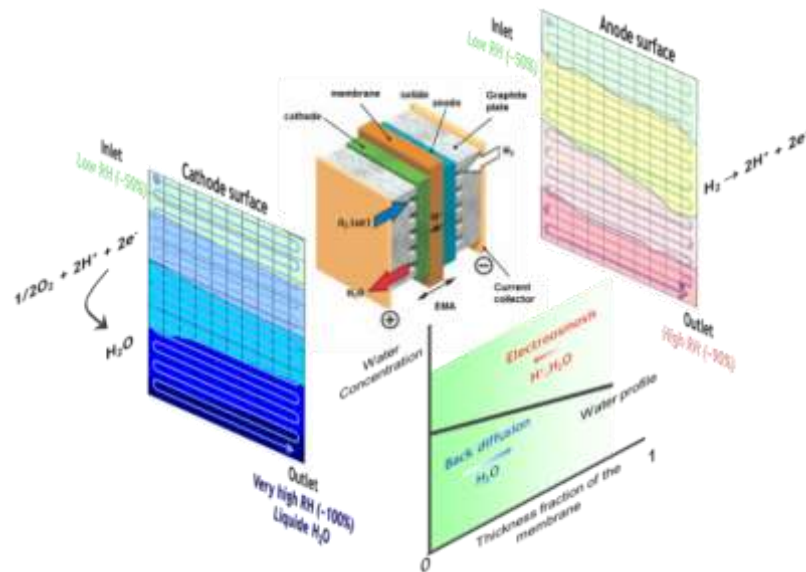 Anode surface
Inlet
Low RH (~50%)
membrane
anode
Graphite
plate
cathode
H₂ → 2H⁺ + 2e⁻
Inlet
Low RH (~50%)
Cathode surface
O₂ (air)
1/2O₂ + 2H⁺ + 2e⁻
H₂O
Current
collector
EMA
Outlet
High RH (~90%)
Water
Concentration
Electroosmosis
H⁺, H₂O
Water profile
Back diffusion
H₂O
1
Thickness fraction of the
membrane
0
Outlet
Very high RH (~100%)
Liquide H₂O